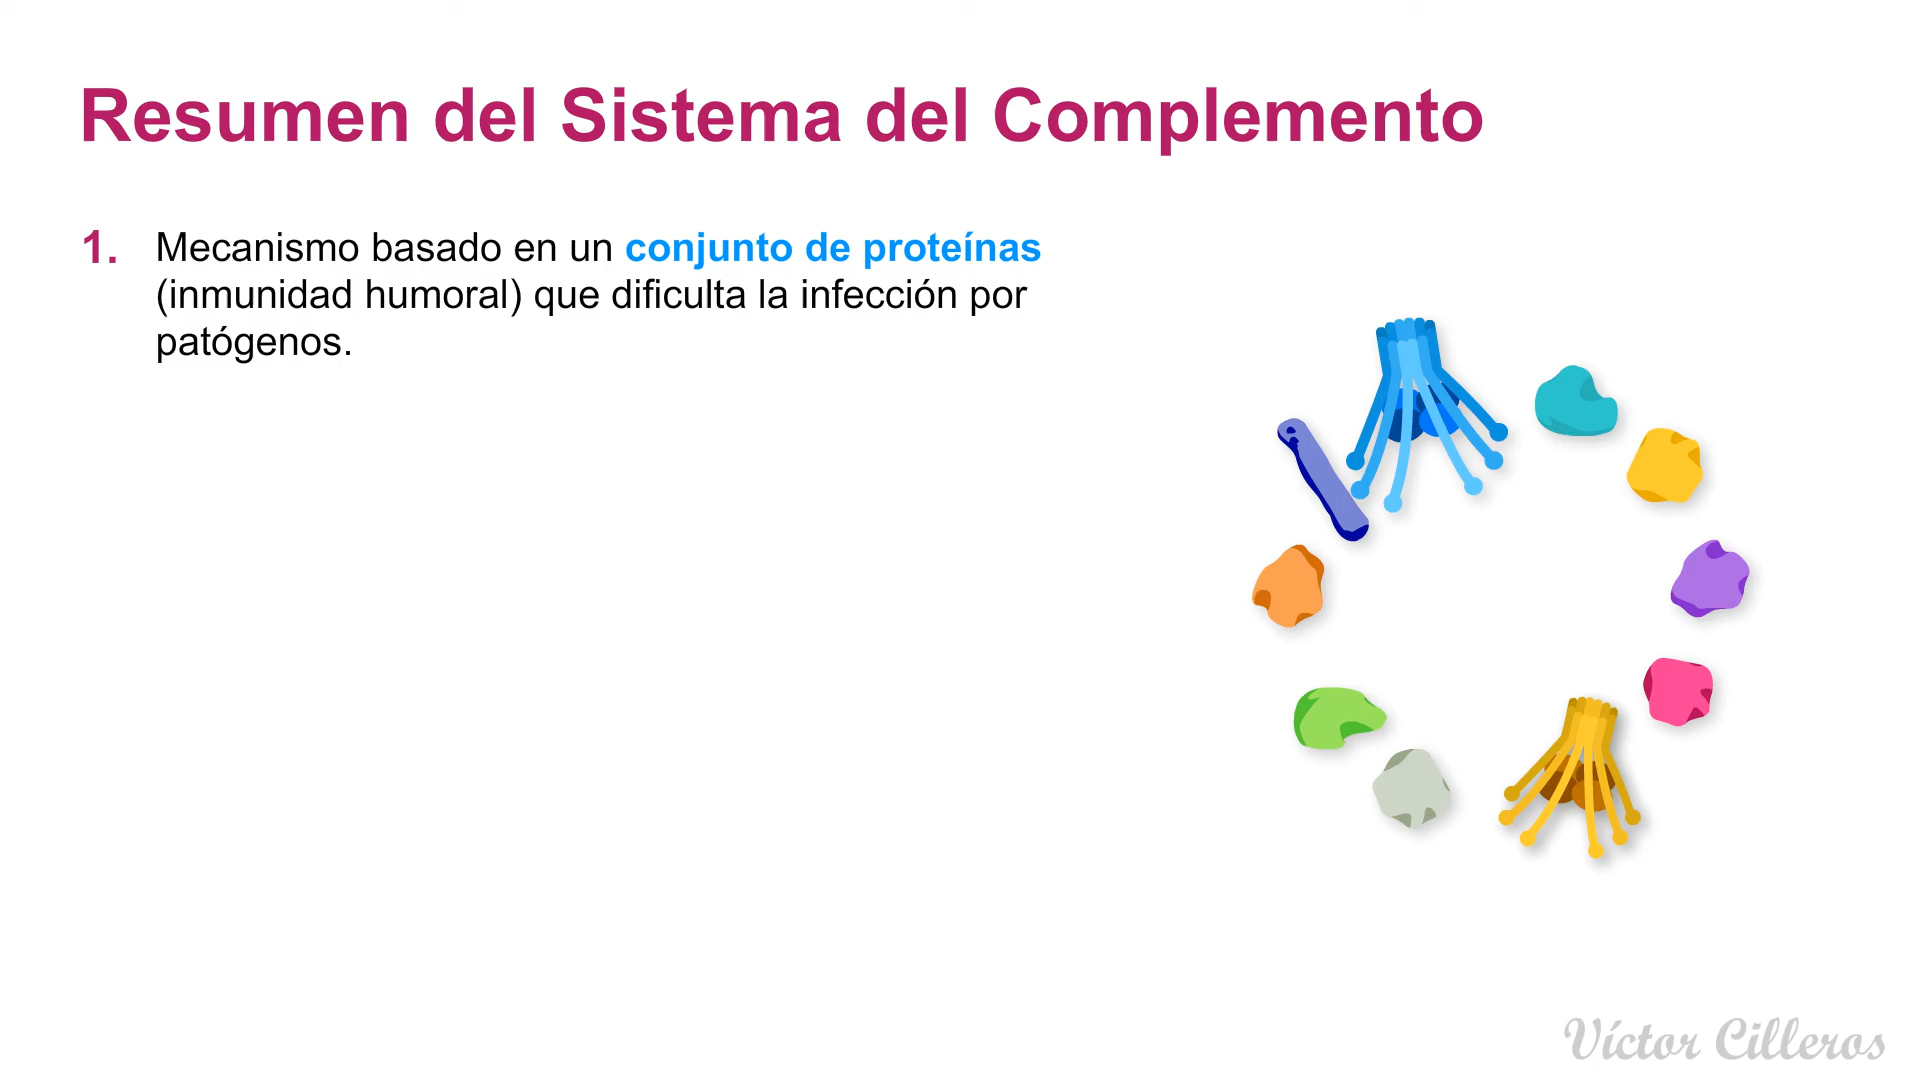 Resumen del Sistema del Complemento
1. Mecanismo basado en un conjunto de proteínas
(inmunidad humoral) que dificulta la infección por
patógenos.
Víctor Cilleros